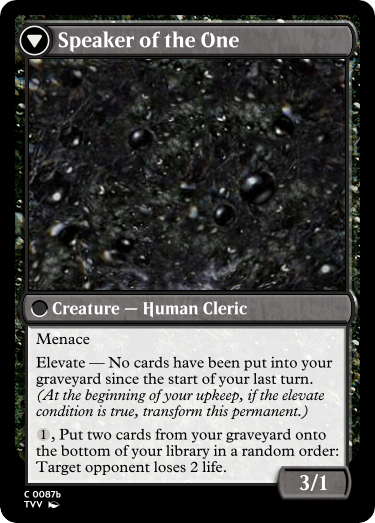 Speaker of the One
Creature — Human Cleric
Menace
Elevate — No cards have been put into your
graveyard since the start of your last turn.
(At the beginning of your upkeep, if the elevate
condition is true, transform this permanent.)
1, Put two cards from your graveyard onto
the bottom of your library in a random order:
Target opponent loses 2 life.
3/1
C 0087b
TVV